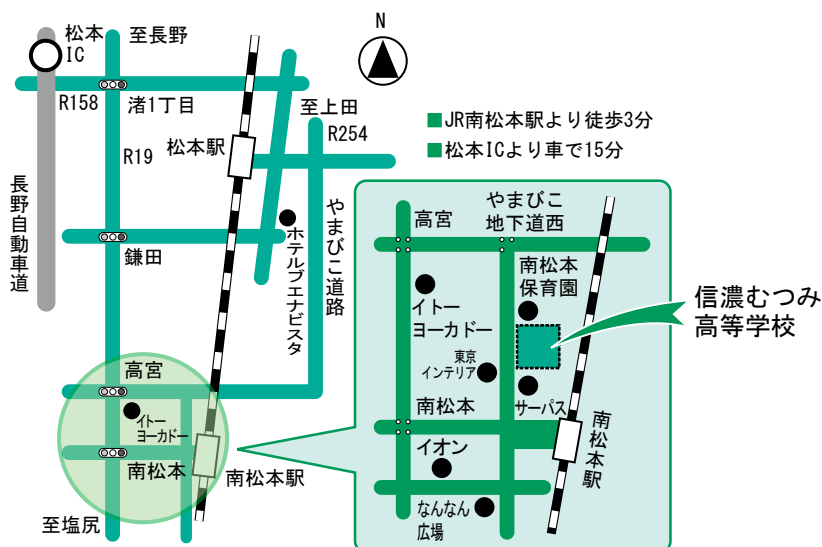 松本
IC
至長野
N
R158
渚1丁目
至上田
R254
■JR南松本駅より徒歩3分
■松本ICより車で15分
R19
松本駅
長野自動車道
鎌田
ホテルブエナビスタ
やまびこ道路
高宮
イトー
ヨーカドー
南松本
南松本駅
至塩尻
高宮
やまびこ
地下道西
南松本
保育園
イトー
ヨーカドー
東京
インテリア
サーパス
南松本
南松本駅
イオン
なんなん
広場
信濃むつみ
高等学校